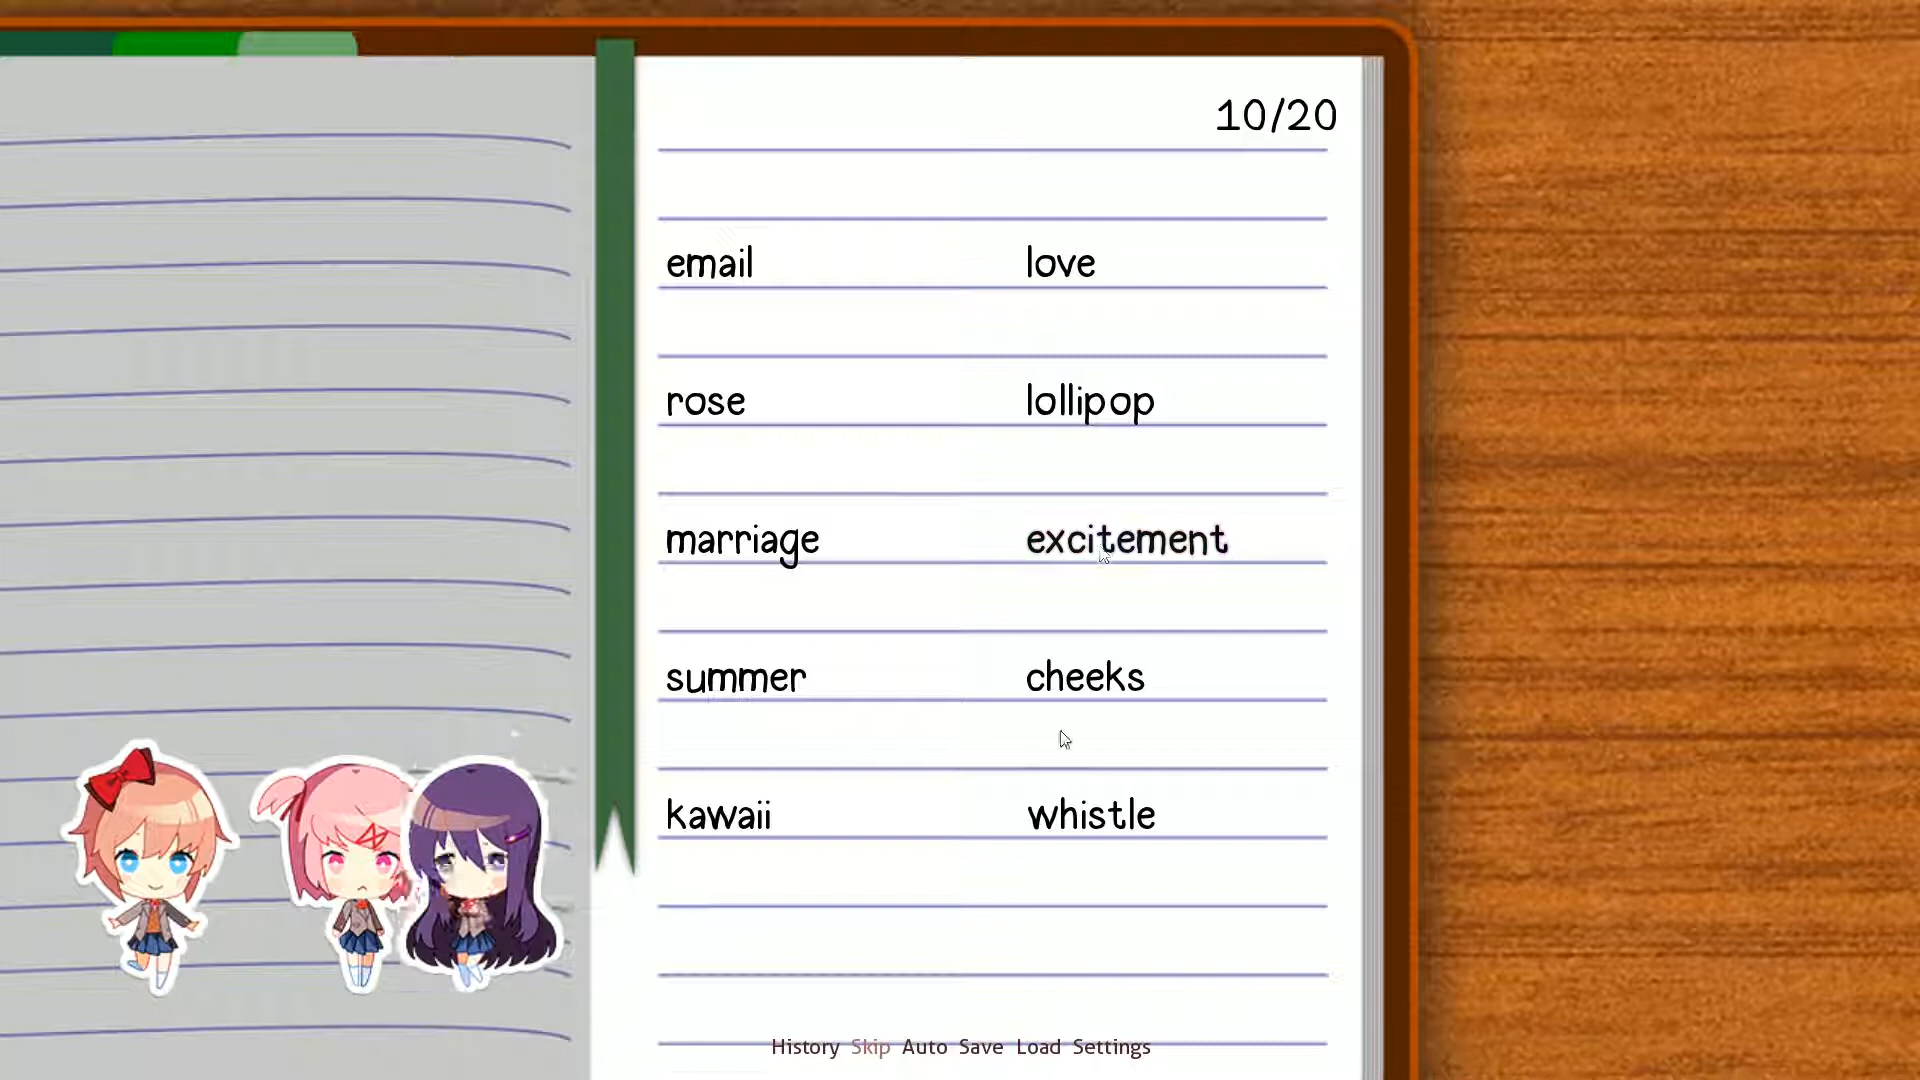 10/20
email love
rose lollipop
marriage excitement
summer cheeks
kawaii whistle
History Skip Auto Save Load Settings